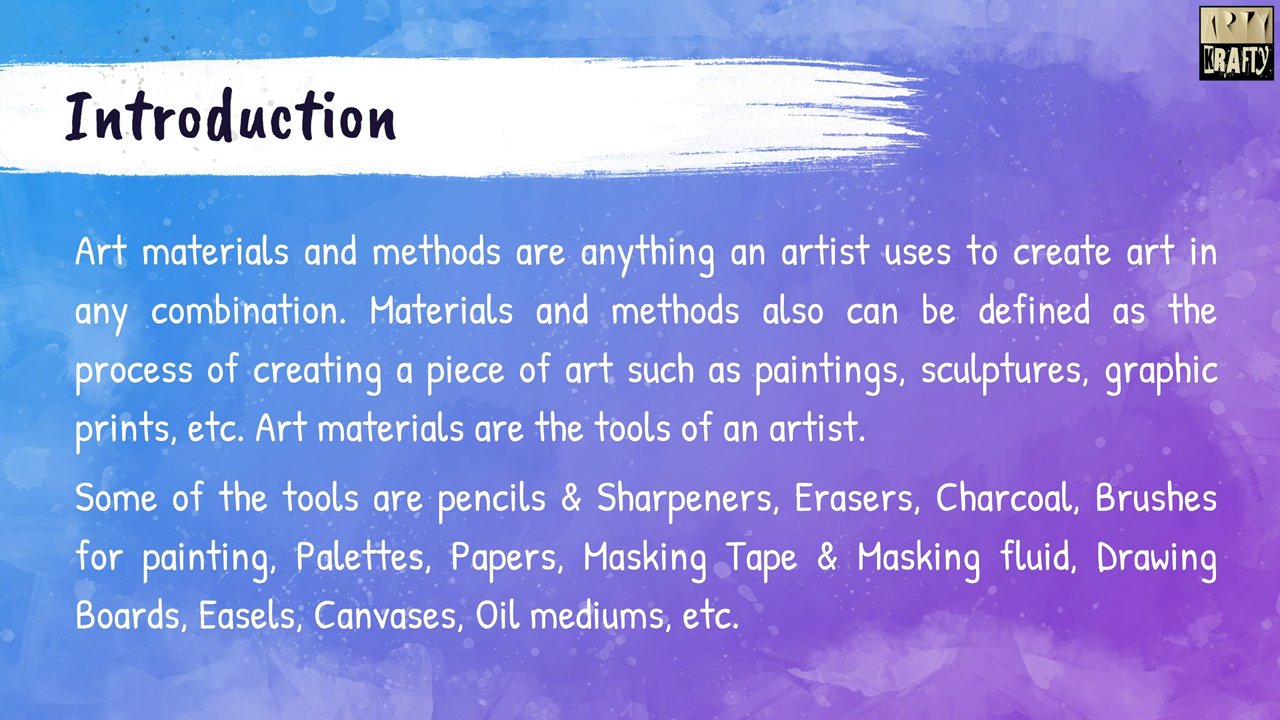 ARTY
KRAFTY
Introduction
Art materials and methods are anything an artist uses to create art in
any combination. Materials and methods also can be defined as the
process of creating a piece of art such as paintings, sculptures, graphic
prints, etc. Art materials are the tools of an artist.
Some of the tools are pencils & Sharpeners, Erasers, Charcoal, Brushes
for painting, Palettes, Papers, Masking Tape & Masking fluid, Drawing
Boards, Easels, Canvases, Oil mediums, etc.